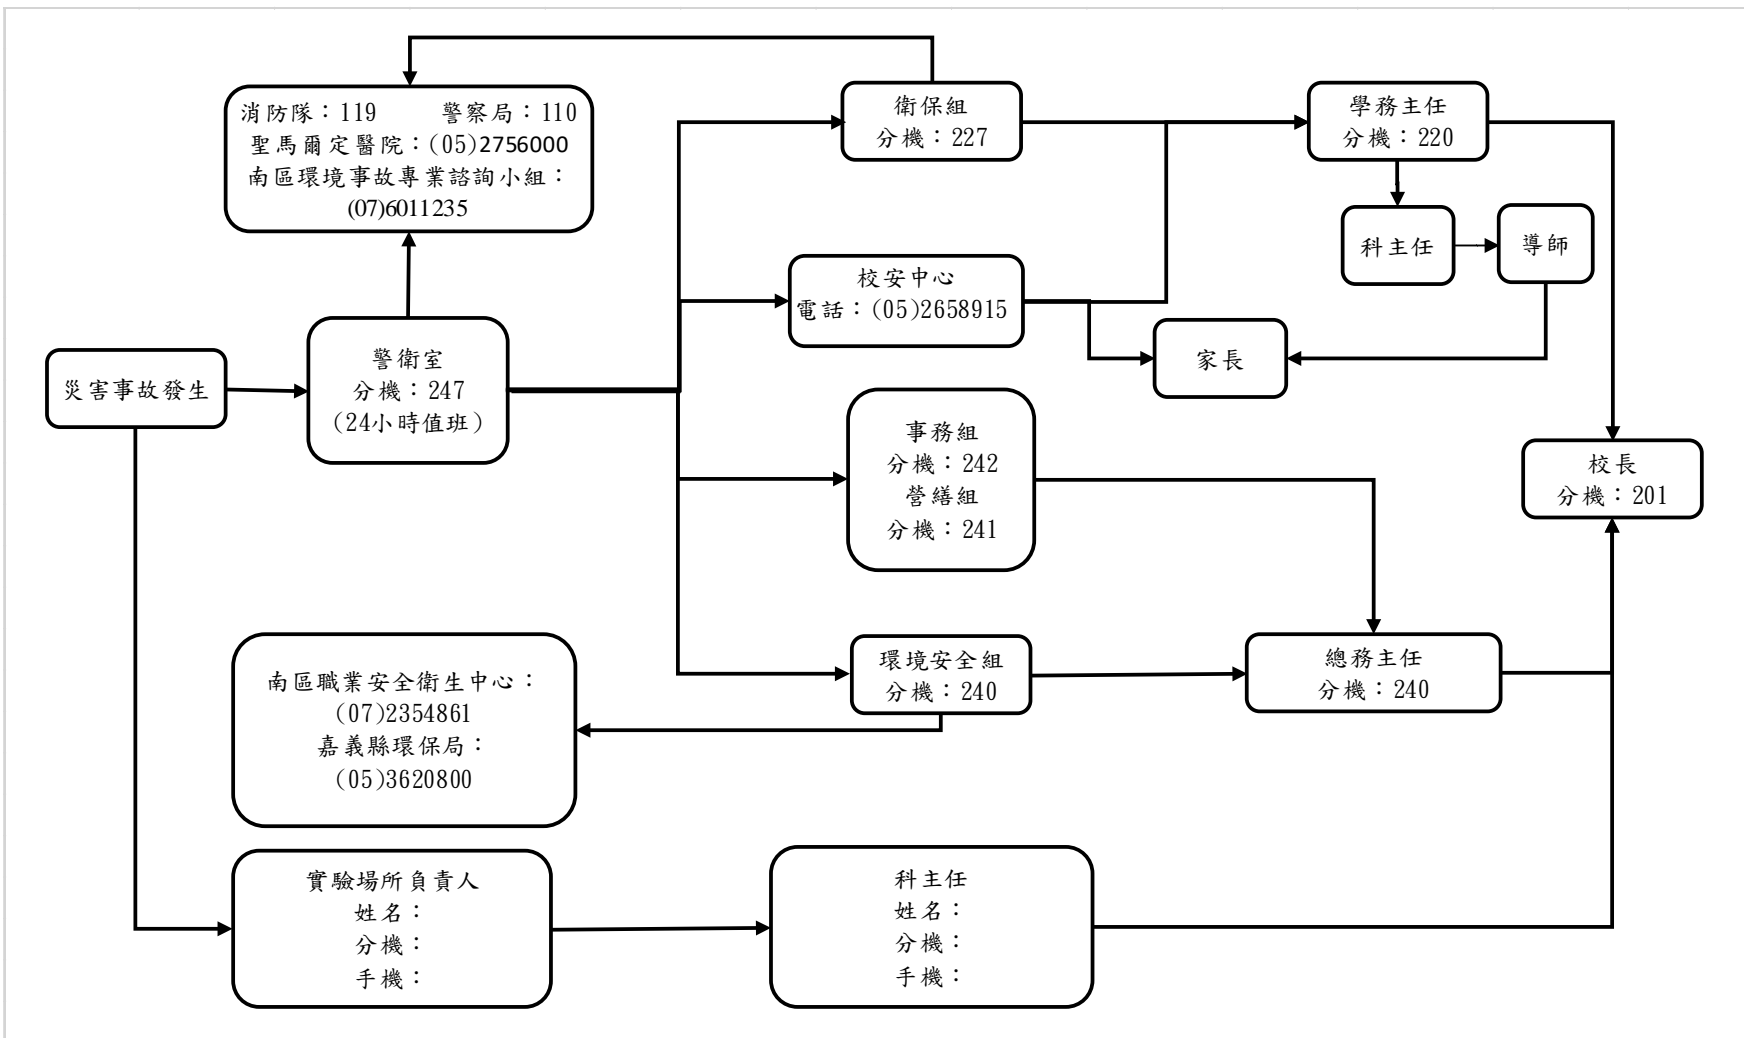 消防隊：119 警察局：110
聖馬爾定醫院：(05)2756000
南區環境事故專業諮詢小組：
(07)6011235
衛保組
分機：227
學務主任
分機：220
科主任
導師
校安中心
電話：(05)2658915
家長
災害事故發生
警衛室
分機：247
(24小時值班)
事務組
分機：242
營繕組
分機：241
校長
分機：201
南區職業安全衛生中心：
(07)2354861
嘉義縣環保局：
(05)3620800
環境安全組
分機：240
總務主任
分機：240
實驗場所負責人
姓名：
分機：
手機：
科主任
姓名：
分機：
手機：